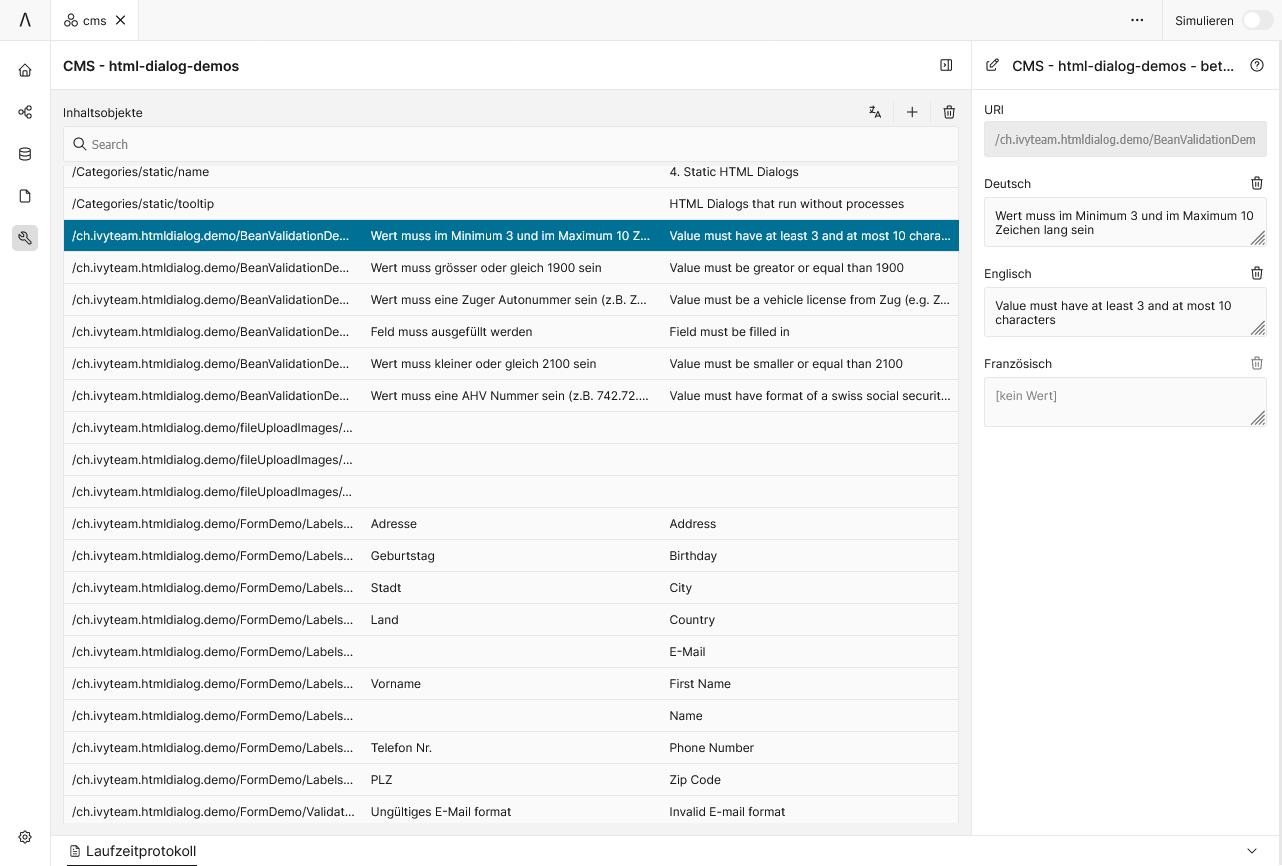 cms
Simulieren
CMS - html-dialog-demos
CMS - html-dialog-demos - bet...
Inhaltsobjekte
Search
/Categories/static/name 4. Static HTML Dialogs
/Categories/static/tooltip HTML Dialogs that run without processes
/ch.ivyteam.htmldialog.demo/BeanValidationDe... Wert muss im Minimum 3 und im Maximum 10 Z... Value must have at least 3 and at most 10 chara...
/ch.ivyteam.htmldialog.demo/BeanValidationDe... Wert muss grösser oder gleich 1900 sein Value must be greator or equal than 1900
/ch.ivyteam.htmldialog.demo/BeanValidationDe... Wert muss eine Zuger Autonummer sein (z.B. Z... Value must be a vehicle license from Zug (e.g. Z...
/ch.ivyteam.htmldialog.demo/BeanValidationDe... Feld muss ausgefüllt werden Field must be filled in
/ch.ivyteam.htmldialog.demo/BeanValidationDe... Wert muss kleiner oder gleich 2100 sein Value must be smaller or equal than 2100
/ch.ivyteam.htmldialog.demo/BeanValidationDe... Wert muss eine AHV Nummer sein (z.B. 742.72.... Value must have format of a swiss social securit...
/ch.ivyteam.htmldialog.demo/fileUploadImages/...
/ch.ivyteam.htmldialog.demo/fileUploadImages/...
/ch.ivyteam.htmldialog.demo/fileUploadImages/...
/ch.ivyteam.htmldialog.demo/FormDemo/Labels... Adresse Address
/ch.ivyteam.htmldialog.demo/FormDemo/Labels... Geburtstag Birthday
/ch.ivyteam.htmldialog.demo/FormDemo/Labels... Stadt City
/ch.ivyteam.htmldialog.demo/FormDemo/Labels... Land Country
/ch.ivyteam.htmldialog.demo/FormDemo/Labels... E-Mail
/ch.ivyteam.htmldialog.demo/FormDemo/Labels... Vorname First Name
/ch.ivyteam.htmldialog.demo/FormDemo/Labels... Name
/ch.ivyteam.htmldialog.demo/FormDemo/Labels... Telefon Nr. Phone Number
/ch.ivyteam.htmldialog.demo/FormDemo/Labels... PLZ Zip Code
/ch.ivyteam.htmldialog.demo/FormDemo/Validat... Ungültiges E-Mail format Invalid E-mail format
URI
/ch.ivyteam.htmldialog.demo/BeanValidationDem
Deutsch
Wert muss im Minimum 3 und im Maximum 10
Zeichen lang sein
Englisch
Value must have at least 3 and at most 10
characters
Französisch
[kein Wert]
Laufzeitprotokoll